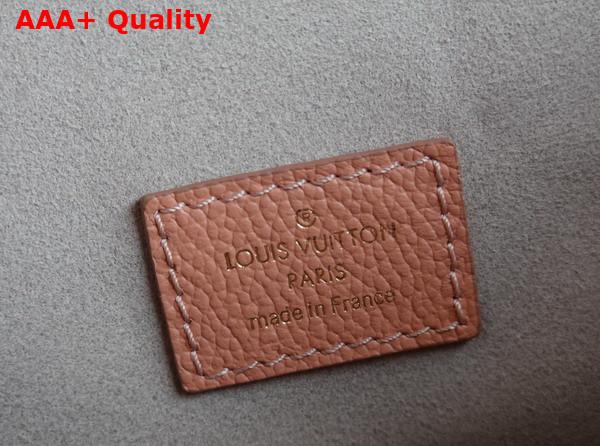 AAA+ Quality
R
LOUIS VUITTON
PARIS
made in France